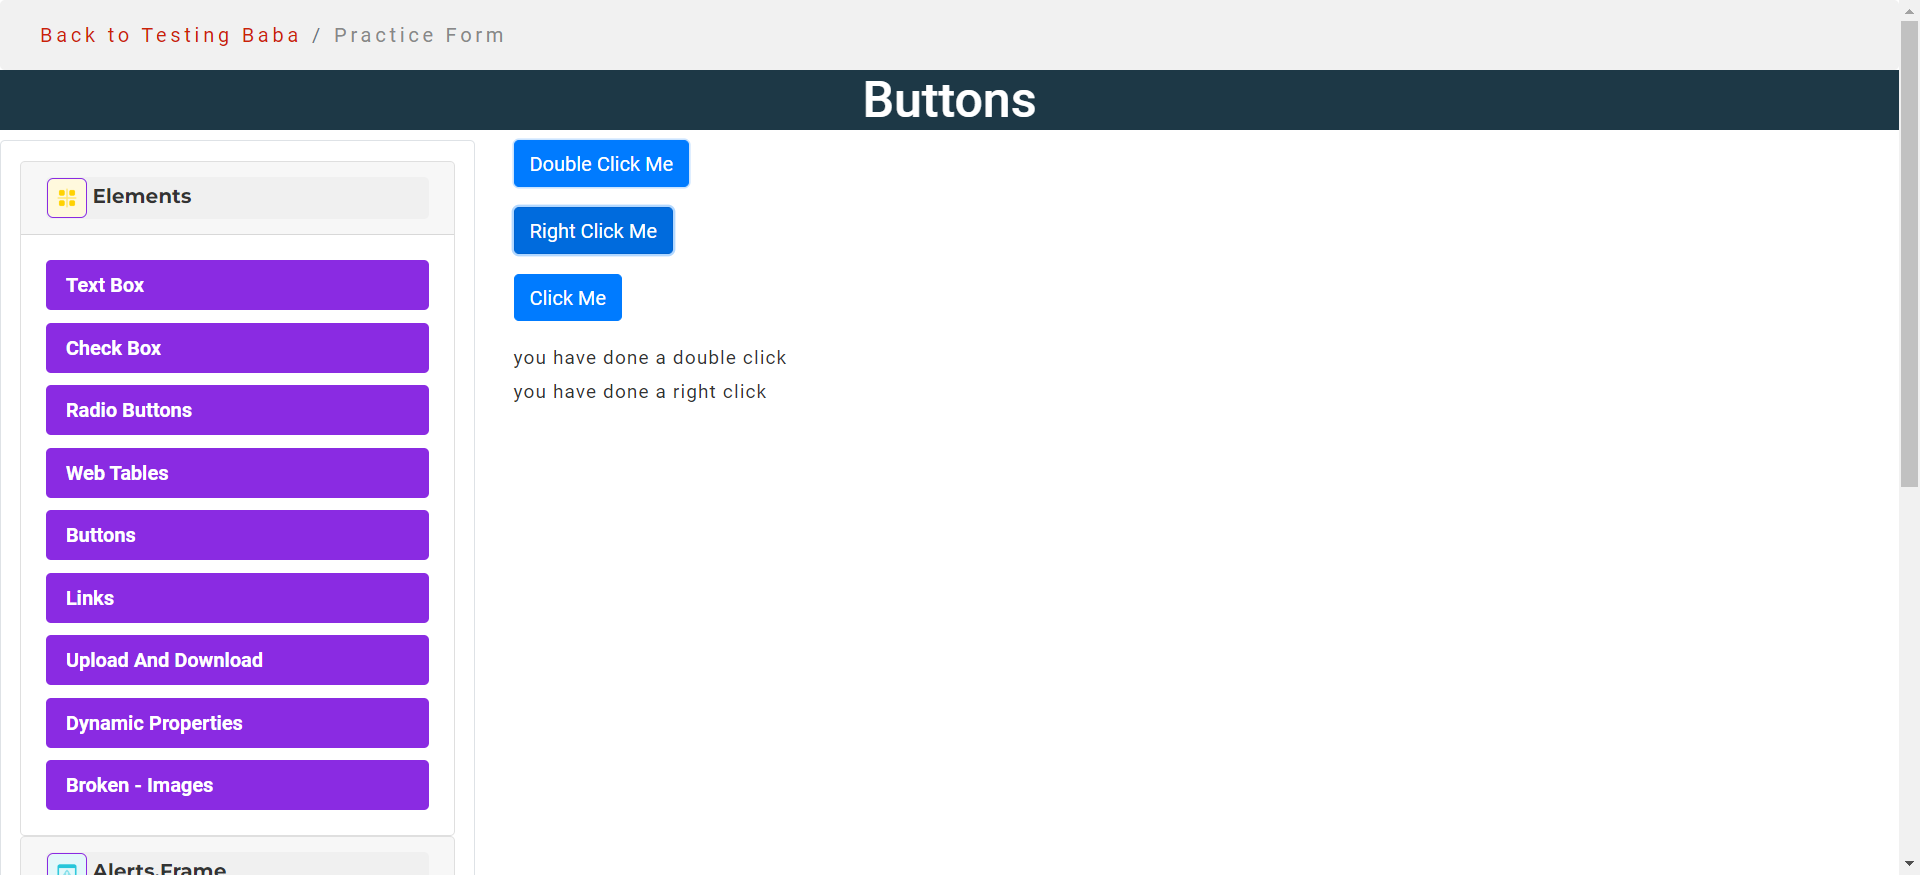 Back to Testing Baba / Practice Form
Buttons
Elements
Text Box
Check Box
Radio Buttons
Web Tables
Buttons
Links
Upload And Download
Dynamic Properties
Broken - Images
Alerts,Frame
Double Click Me
Right Click Me
Click Me
you have done a double click
you have done a right click